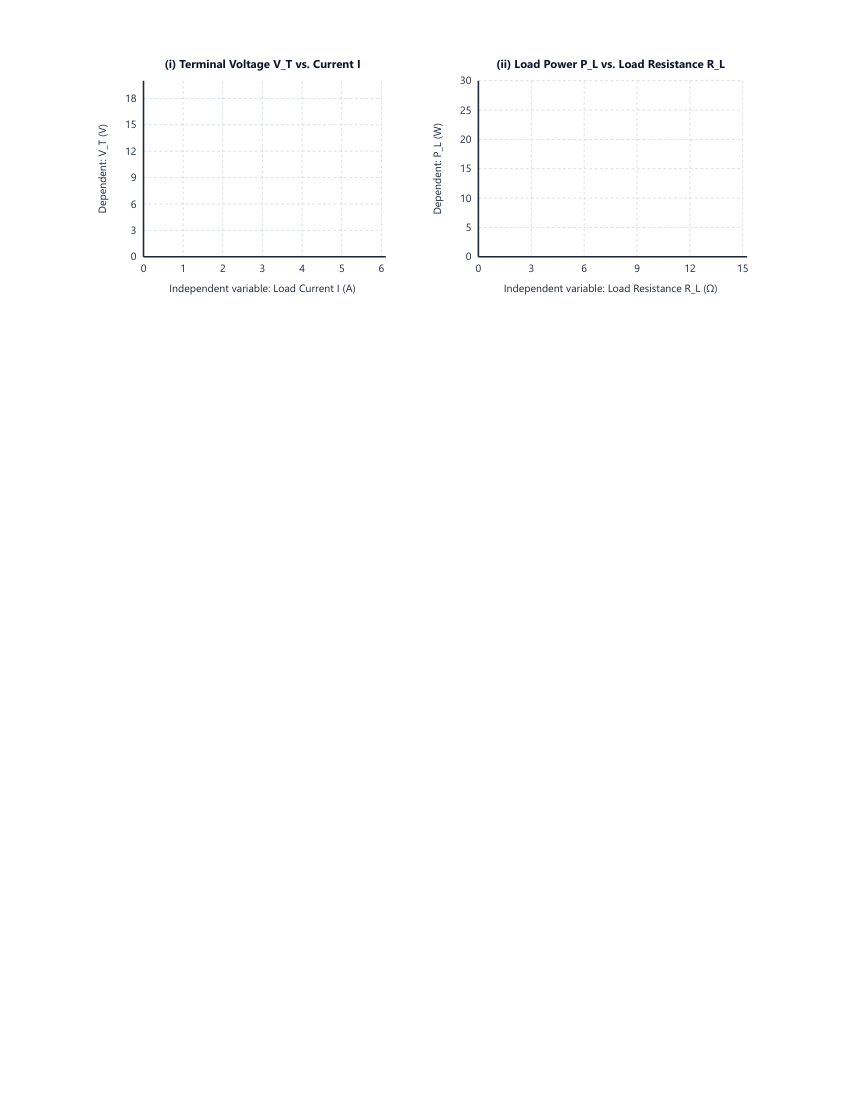 (i) Terminal Voltage V_T vs. Current I
18
15
12
9
6
3
0
Dependent: V_T (V)
0 1 2 3 4 5 6
Independent variable: Load Current I (A)
(ii) Load Power P_L vs. Load Resistance R_L
30
25
20
15
10
5
0
Dependent: P_L (W)
0 3 6 9 12 15
Independent variable: Load Resistance R_L (Ω)